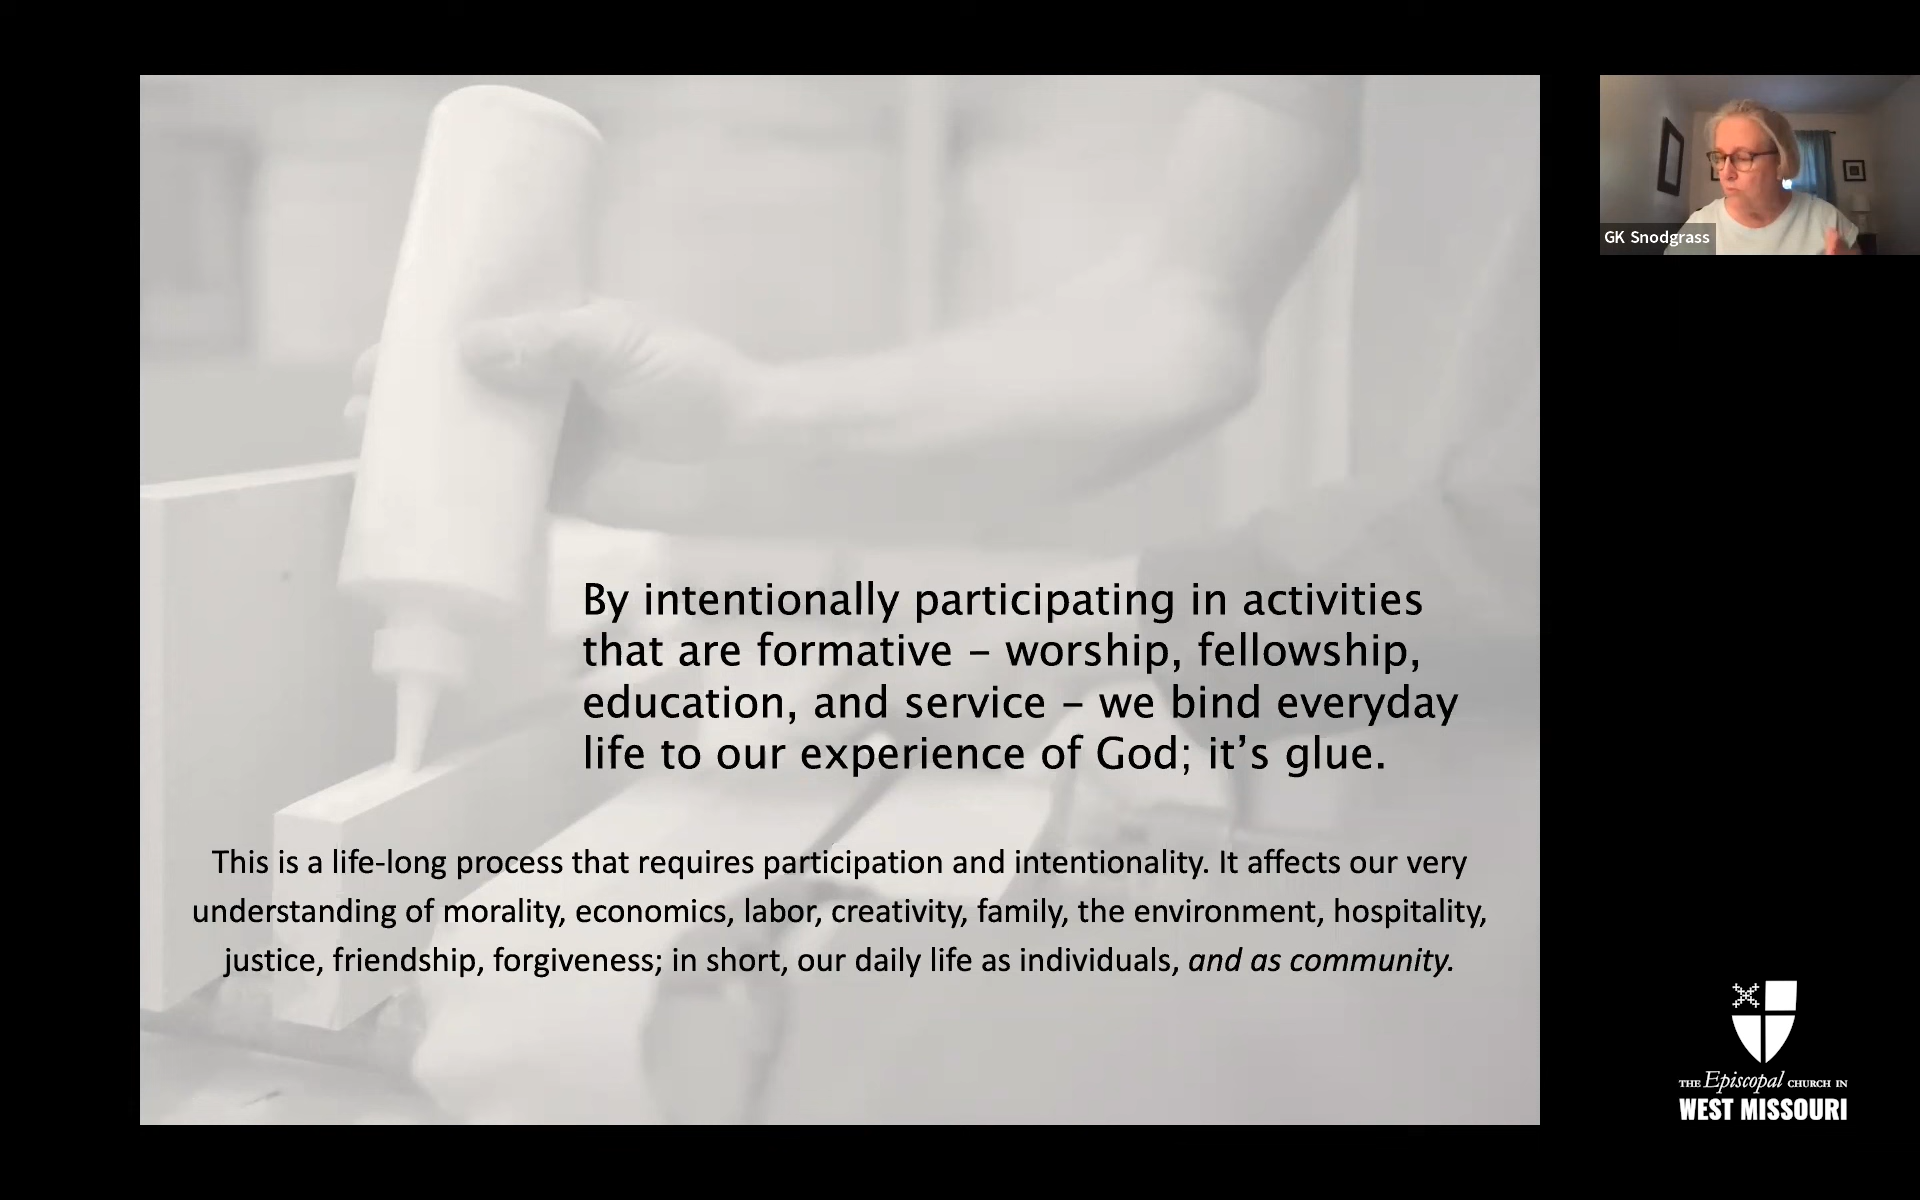 By intentionally participating in activities
that are formative – worship, fellowship,
education, and service – we bind everyday
life to our experience of God; it’s glue.
This is a life-long process that requires participation and intentionality. It affects our very
understanding of morality, economics, labor, creativity, family, the environment, hospitality,
justice, friendship, forgiveness; in short, our daily life as individuals, and as community.
GK Snodgrass
THE Episcopal CHURCH IN
WEST MISSOURI